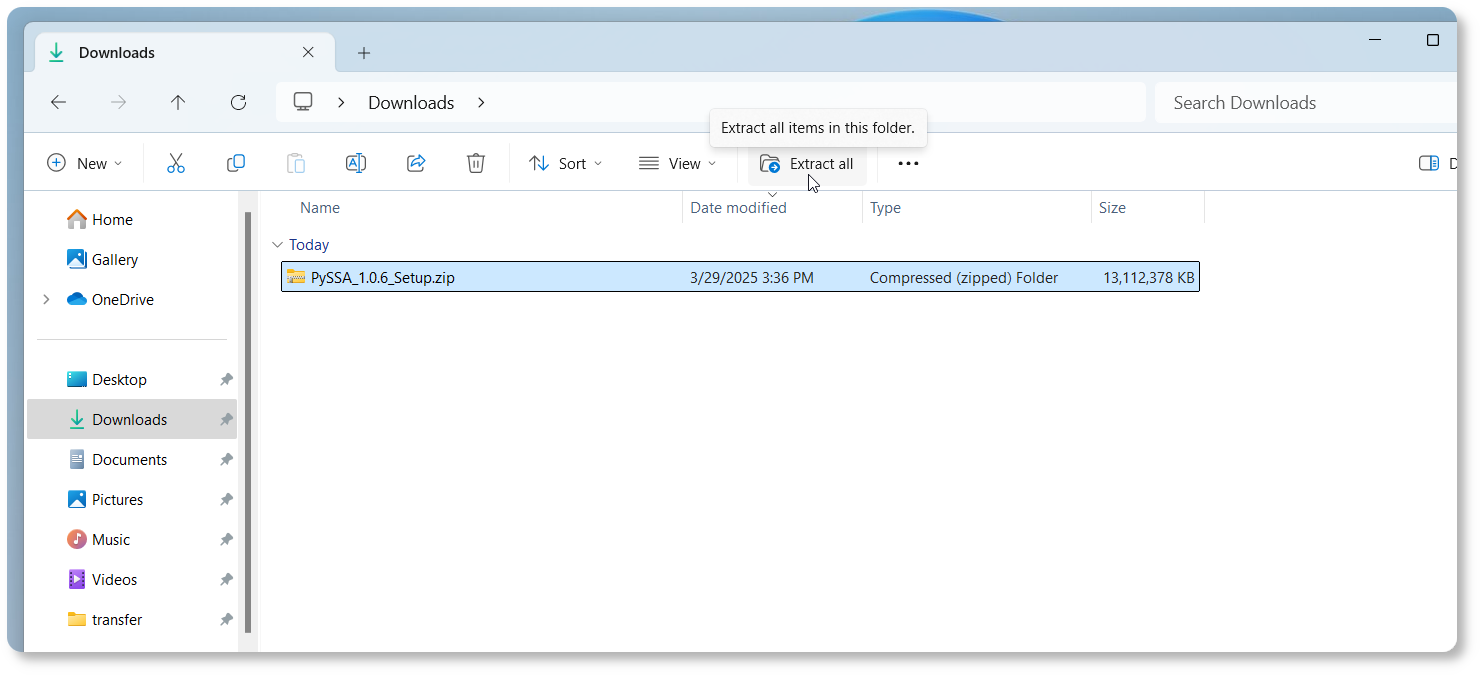 Downloads
Downloads
Search Downloads
Extract all items in this folder.
New
Sort
View
Extract all
Name
Date modified
Type
Size
Home
Today
Gallery
PySSA_1.0.6_Setup.zip
3/29/2025 3:36 PM
Compressed (zipped) Folder
13,112,378 KB
OneDrive
Desktop
Downloads
Documents
Pictures
Music
Videos
transfer